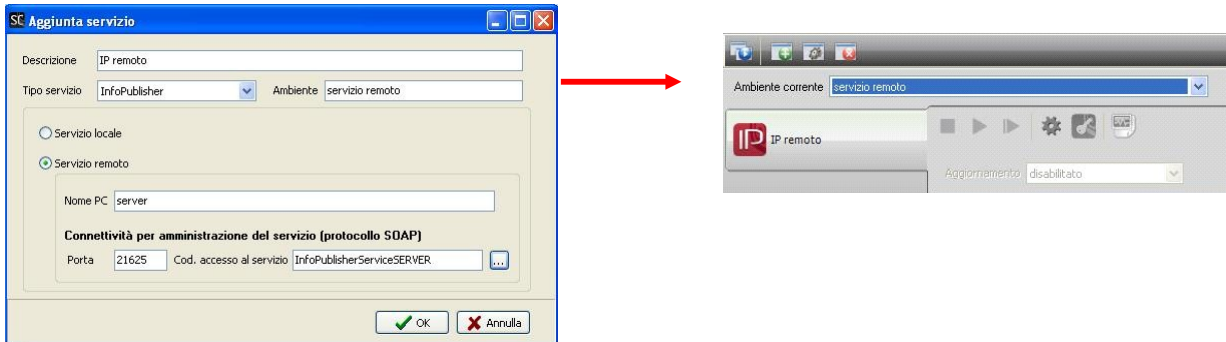 SC Aggiunta servizio
Descrizione IP remoto
Tipo servizio InfoPublisher Ambiente servizio remoto
Servizio locale
Servizio remoto
Nome PC server
Connettività per amministrazione del servizio (protocollo SOAP)
Porta 21625 Cod. accesso al servizio InfoPublisherServiceSERVER ...
OK Annulla
Ambiente corrente servizio remoto
IP IP remoto
Aggiornamento disabilitato